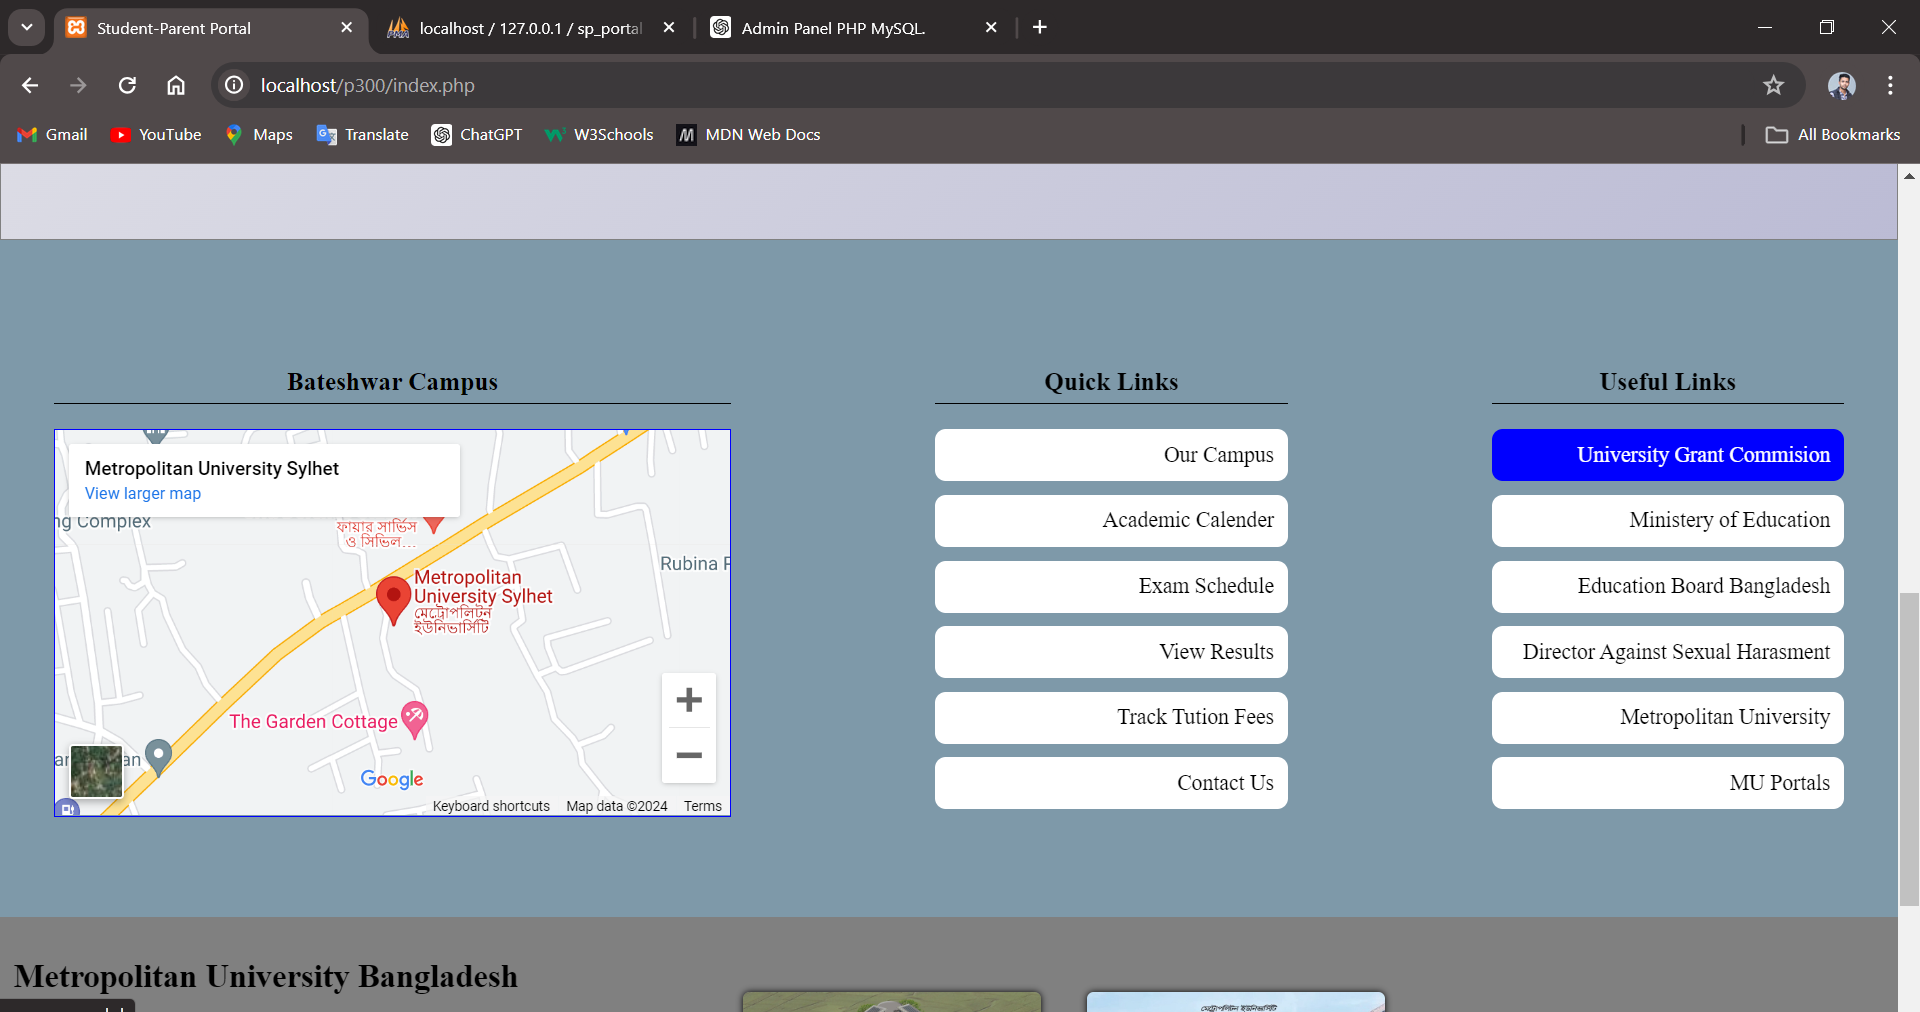 Student-Parent Portal
localhost / 127.0.0.1 / sp_portal
Admin Panel PHP MySQL.
localhost/p300/index.php
Gmail
YouTube
Maps
Translate
ChatGPT
W3Schools
MDN Web Docs
All Bookmarks
Bateshwar Campus
Metropolitan University Sylhet
View larger map
ng Complex
ফায়ার সার্ভিস
ও সিভিল...
Rubina
Metropolitan
University Sylhet
মেট্রোপলিটন
ইউনিভার্সিটি
The Garden Cottage
Google
Keyboard shortcuts
Map data ©2024
Terms
Quick Links
Our Campus
Academic Calender
Exam Schedule
View Results
Track Tution Fees
Contact Us
Useful Links
University Grant Commision
Ministery of Education
Education Board Bangladesh
Director Against Sexual Harasment
Metropolitan University
MU Portals
Metropolitan University Bangladesh
মেট্রোপলিটন ইউনিভার্সিটি